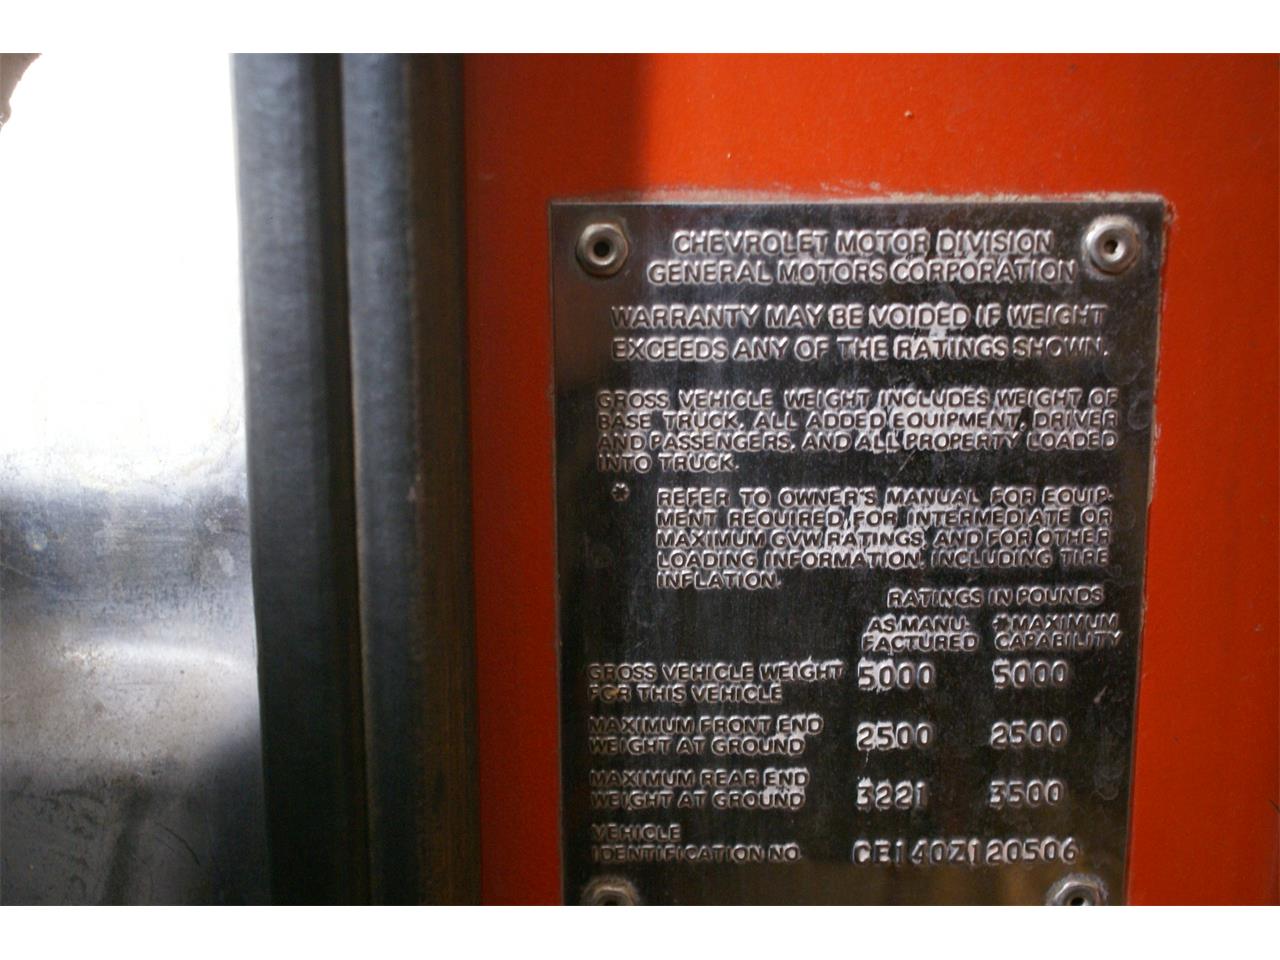 CHEVROLET MOTOR DIVISION
GENERAL MOTORS CORPORATION
WARRANTY MAY BE VOIDED IF WEIGHT
EXCEEDS ANY OF THE RATINGS SHOWN.
GROSS VEHICLE WEIGHT INCLUDES WEIGHT OF
BASE TRUCK, ALL ADDED EQUIPMENT, DRIVER
AND PASSENGERS, AND ALL PROPERTY LOADED
INTO TRUCK.
* REFER TO OWNER'S MANUAL FOR EQUIP-
MENT REQUIRED FOR INTERMEDIATE OR
MAXIMUM GVW RATINGS, AND FOR OTHER
LOADING INFORMATION, INCLUDING TIRE
INFLATION.
RATINGS IN POUNDS
AS MANU- *MAXIMUM
FACTURED CAPABILITY
GROSS VEHICLE WEIGHT 5000 5000
FOR THIS VEHICLE
MAXIMUM FRONT END
WEIGHT AT GROUND 2500 2500
MAXIMUM REAR END
WEIGHT AT GROUND 3221 3500
VEHICLE
IDENTIFICATION NO. CE140Z120506